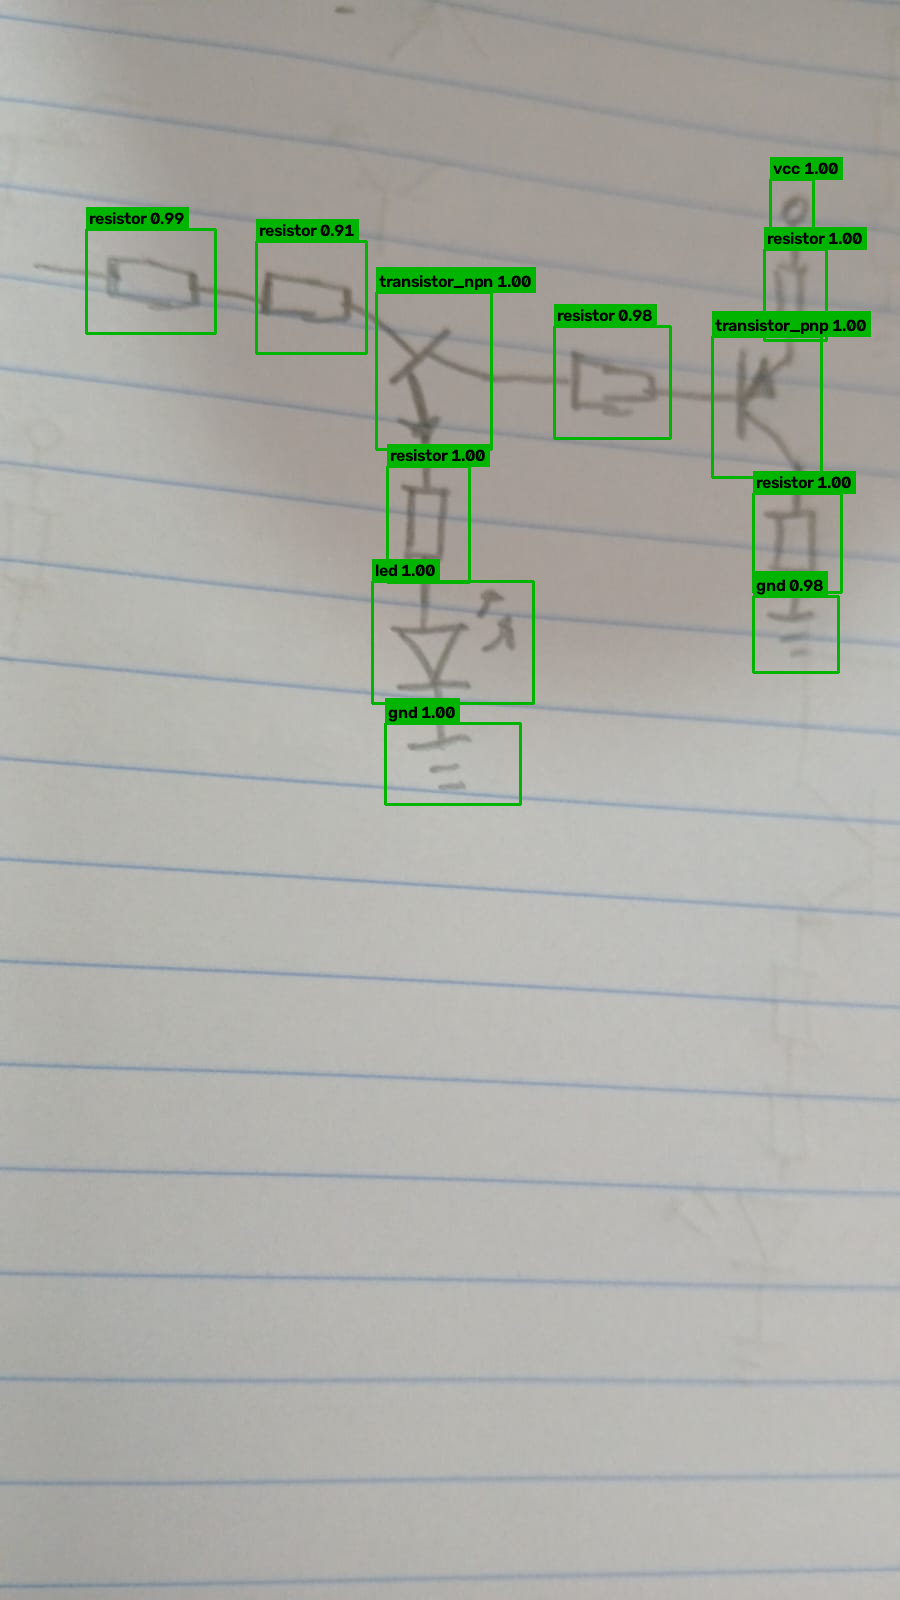 vcc 1.00
resistor 0.99
resistor 0.91
resistor 1.00
transistor_npn 1.00
resistor 0.98
transistor_pnp 1.00
resistor 1.00
resistor 1.00
led 1.00
gnd 0.98
gnd 1.00